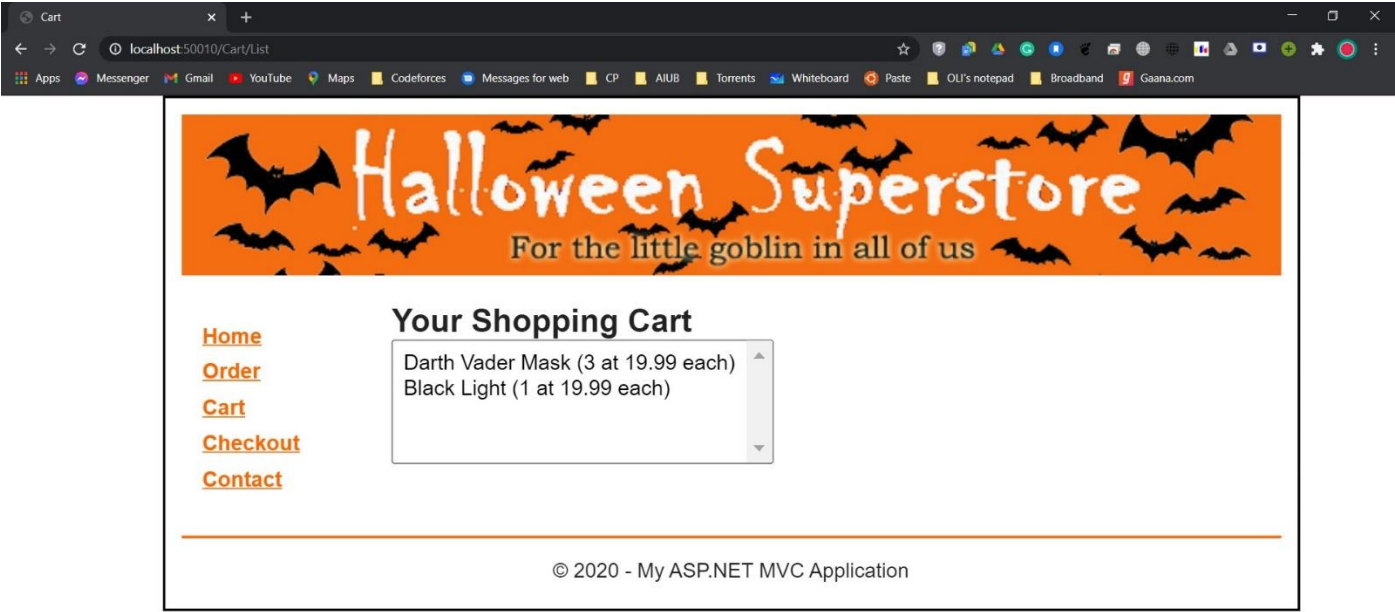 Cart
localhost:50010/Cart/List
Apps Messenger Gmail YouTube Maps Codeforces Messages for web CP AIUB Torrents Whiteboard Paste OLI's notepad Broadband Gaana.com
Halloween Superstore
For the little goblin in all of us
Home
Order
Cart
Checkout
Contact
Your Shopping Cart
Darth Vader Mask (3 at 19.99 each)
Black Light (1 at 19.99 each)
© 2020 - My ASP.NET MVC Application